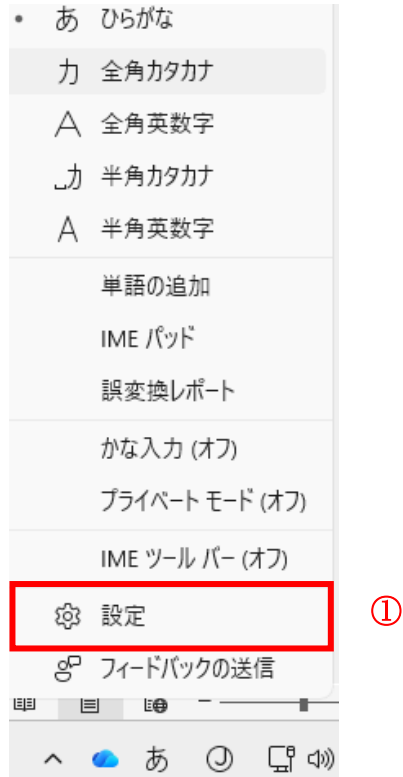 あ ひらがな
カ 全角カタカナ
A 全角英数字
カ 半角カタカナ
A 半角英数字
単語の追加
IME パッド
誤変換レポート
かな入力 (オフ)
プライベート モード (オフ)
IME ツール バー (オフ)
設定
①
フィードバックの送信
あ